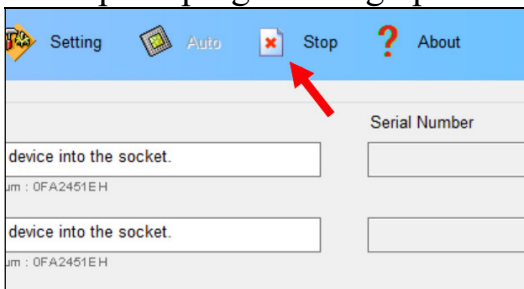 Setting Auto Stop ? About
Serial Number
device into the socket.
um : 0FA2451EH
device into the socket.
um : 0FA2451EH